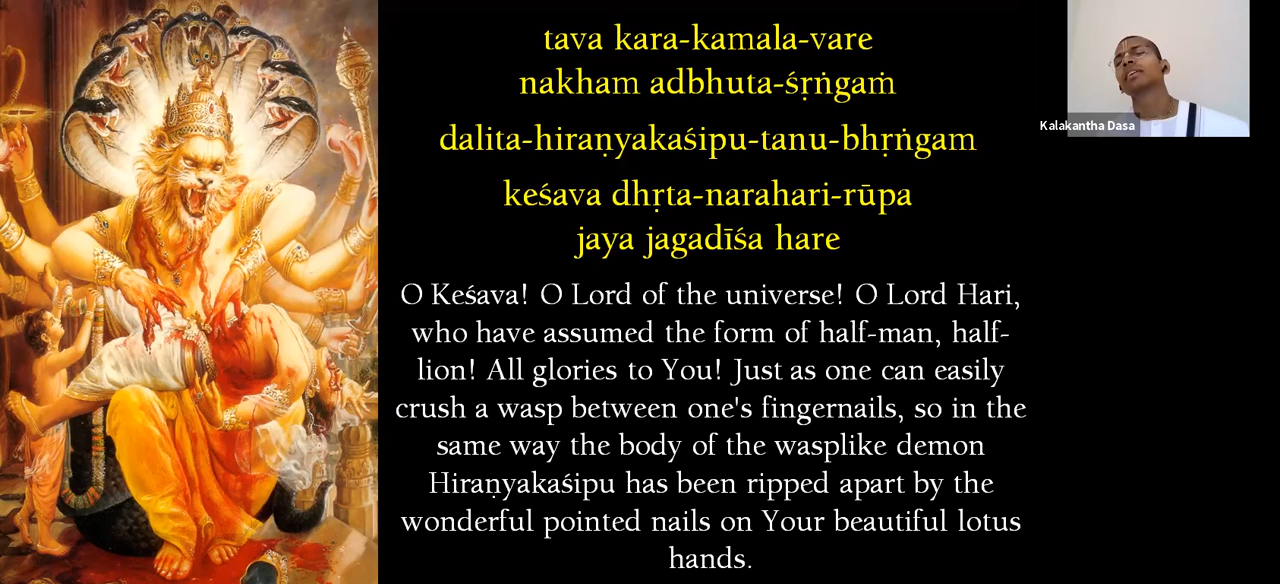 tava kara-kamala-vare
nakham adbhuta-śṛṅgaṁ
dalita-hiraṇyakaśipu-tanu-bhṛṅgam
keśava dhṛta-narahari-rūpa
jaya jagadīśa hare
O Keśava! O Lord of the universe! O Lord Hari,
who have assumed the form of half-man, half-
lion! All glories to You! Just as one can easily
crush a wasp between one's fingernails, so in the
same way the body of the wasplike demon
Hiraṇyakaśipu has been ripped apart by the
wonderful pointed nails on Your beautiful lotus
hands.
Kalakantha Dasa